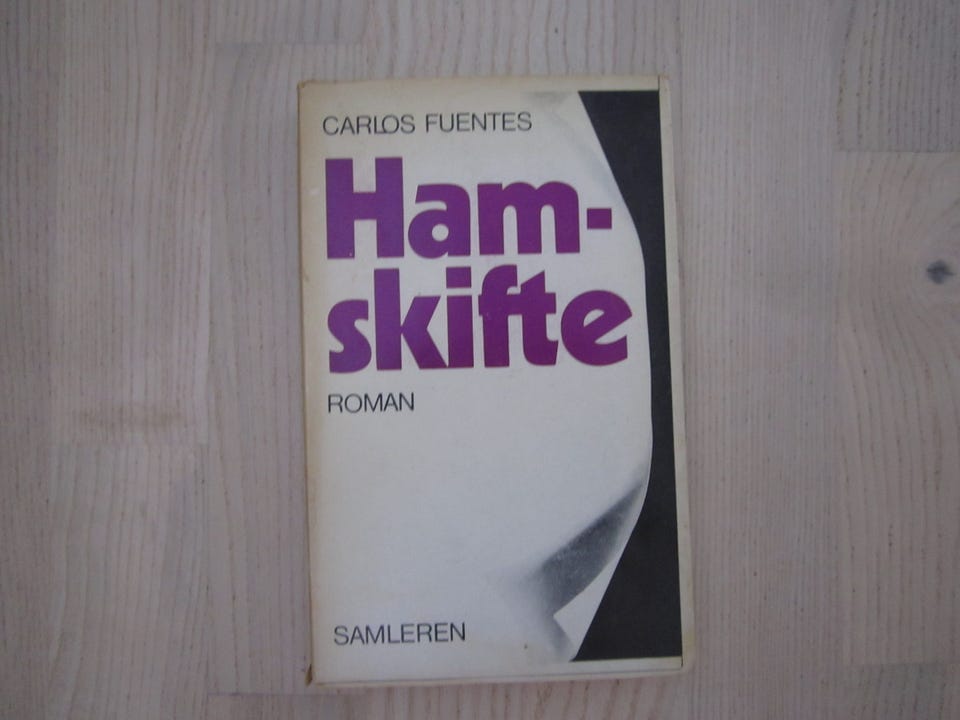 CARLOS FUENTES
Ham-
skifte
ROMAN
SAMLEREN